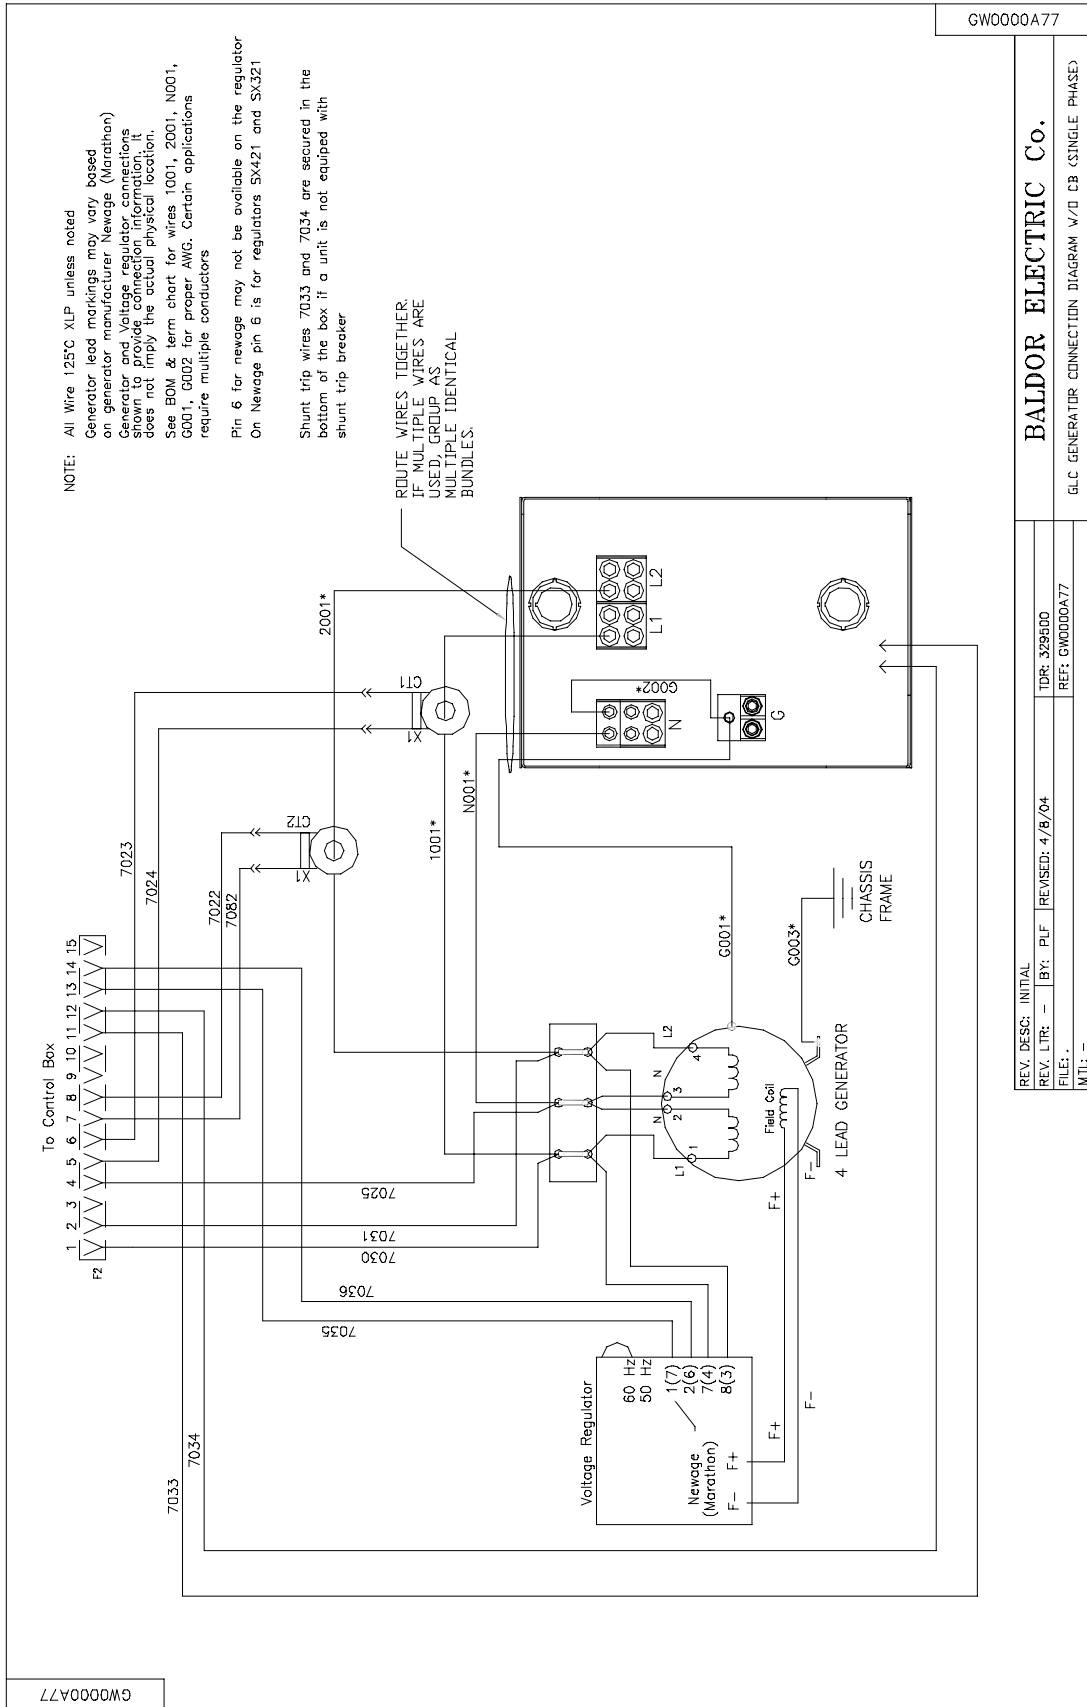 GW0000A77
NOTE: All Wire 125°C XLP unless noted
Generator lead markings may vary based
on generator manufacturer Newage (Marathon)
Generator and Voltage regulator connections
shown to provide connection information. It
does not imply the actual physical location.
See BOM & term chart for wires 1001, 2001, N001,
G001, G002 for proper AWG. Certain applications
require multiple conductors
Pin 6 for newage may not be available on the regulator
On Newage pin 6 is for regulators SX421 and SX321
Shunt trip wires 7033 and 7034 are secured in the
bottom of the box if a unit is not equiped with
shunt trip breaker
ROUTE WIRES TOGETHER.
IF MULTIPLE WIRES ARE
USED, GROUP AS
MULTIPLE IDENTICAL
BUNDLES.
To Control Box
F2
1 2 3 4 5 6 7 8 9 10 11 12 13 14 15
7033
7034
7035
7036
7030
7031
7025
7022
7082
7023
7024
X1
CT2
X1
CT1
2001*
1001*
N001*
G002*
L1
L2
N
G
G001*
G003*
CHASSIS
FRAME
L1
N
N
L2
1
2
3
4
Field Coil
F+
F-
4 LEAD GENERATOR
Voltage Regulator
60 Hz
50 Hz
1(7)
2(6)
7(4)
8(3)
Newage
(Marathon)
F-
F+
F+
F-
REV. DESC: INITIAL
REV. LTR: -
BY: PLF
REVISED: 4/8/04
TDR: 329500
FILE: .
REF: GW0000A77
MTL: -
BALDOR ELECTRIC Co.
GLC GENERATOR CONNECTION DIAGRAM W/O CB (SINGLE PHASE)
GW0000A77